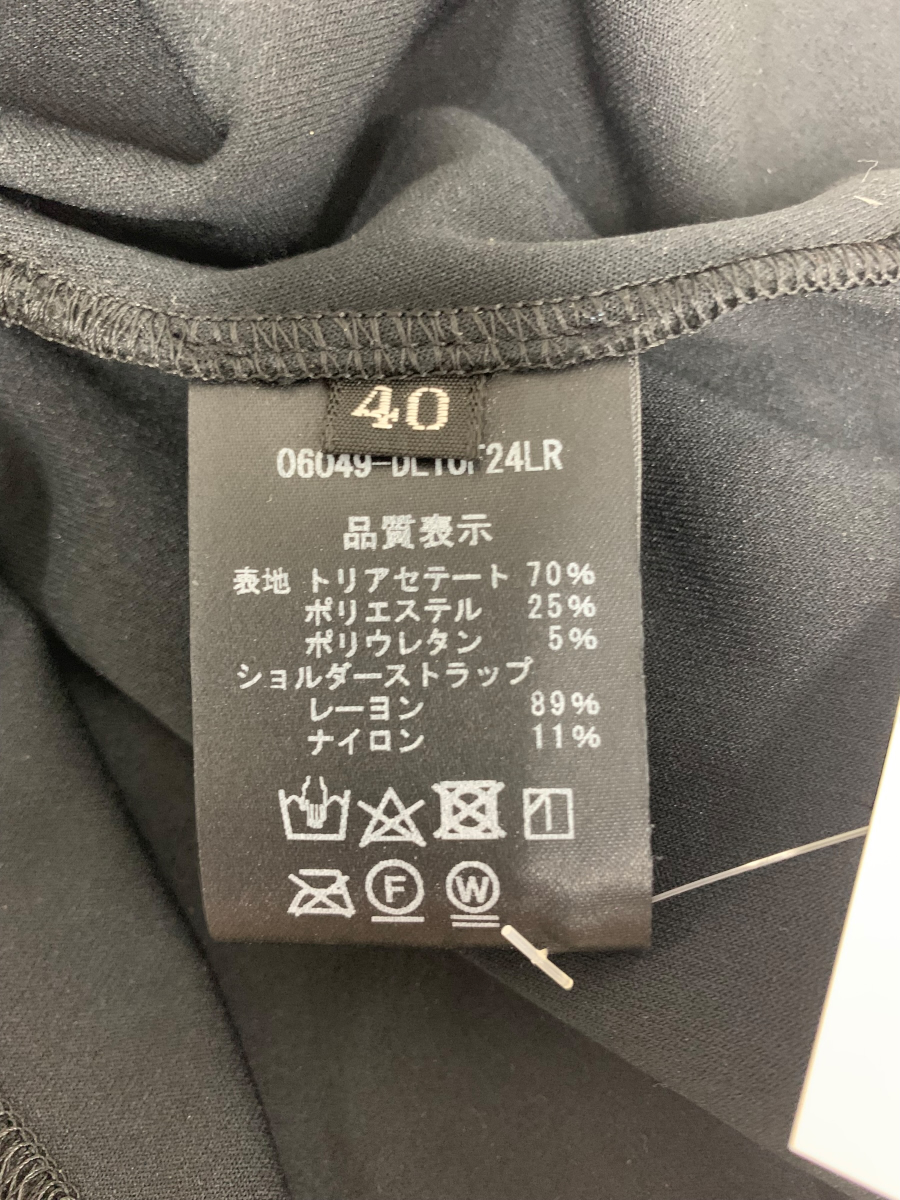 40
06049-DL10F24LR
品質表示
表地 トリアセテート 70%
ポリエステル 25%
ポリウレタン 5%
ショルダーストラップ
レーヨン 89%
ナイロン 11%
F W